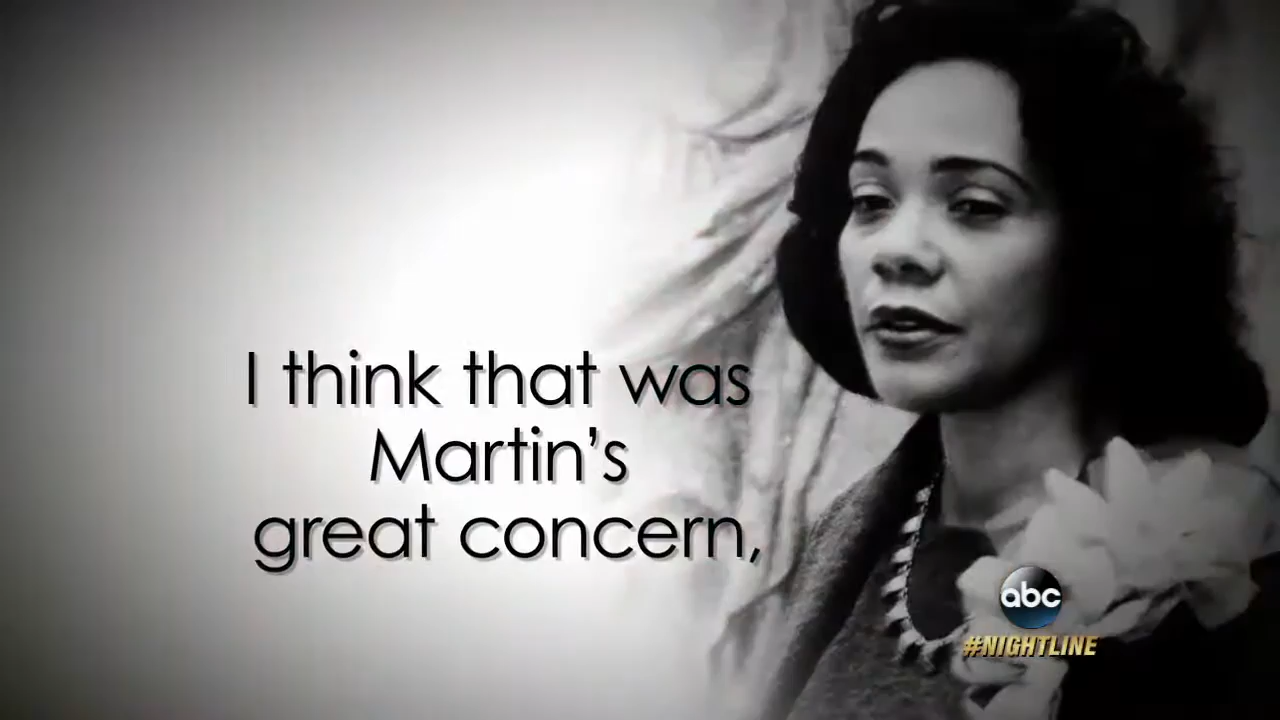 I think that was
Martin’s
great concern,
abc
#NIGHTLINE